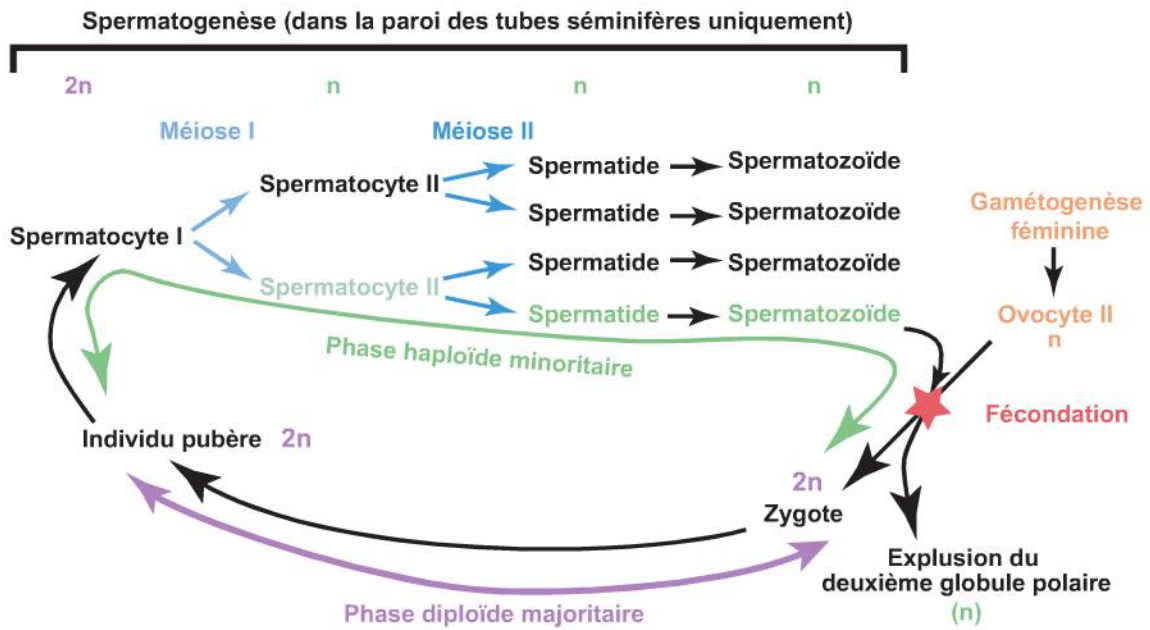 Spermatogenèse (dans la paroi des tubes séminifères uniquement)
2n n n n
Méiose I Méiose II
Spermatide Spermatozoïde
Spermatocyte II
Spermatide Spermatozoïde
Gamétogenèse
féminine
Spermatocyte I
Spermatide Spermatozoïde
Spermatocyte II
Spermatide Spermatozoïde
Ovocyte II
n
Phase haploïde minoritaire
Fécondation
Individu pubère 2n
2n
Zygote
Explusion du
deuxième globule polaire
(n)
Phase diploïde majoritaire